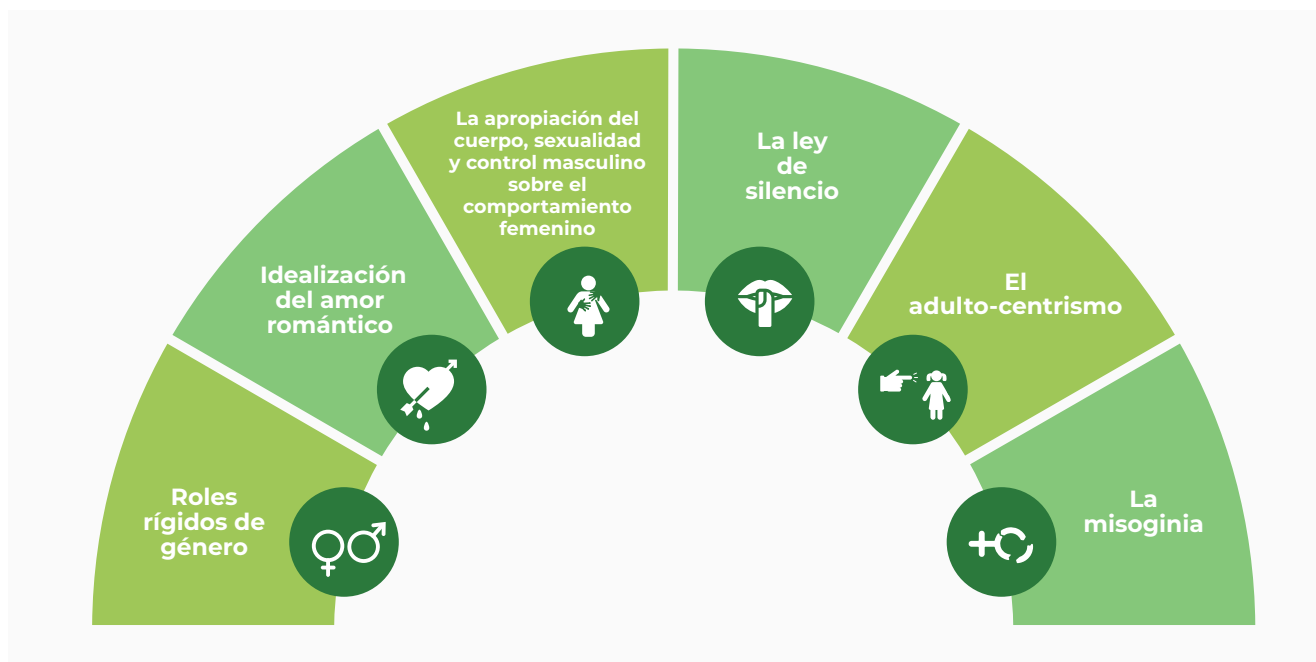 Roles
rígidos de
género
Idealización
del amor
romántico
La apropiación del
cuerpo, sexualidad
y control masculino
sobre el
comportamiento
femenino
La ley
de
silencio
El
adulto-centrismo
La
misoginia